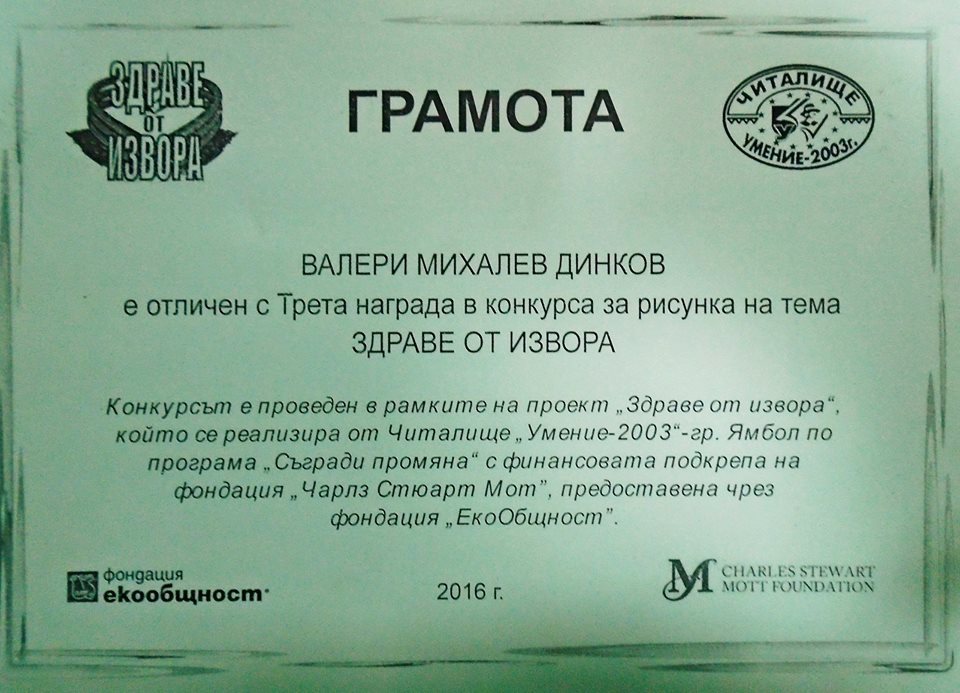 ЗДРАВЕ
ОТ
ИЗВОРА
ГРАМОТА
ЧИТАЛИЩЕ
УМЕНИЕ-2003г.
ВАЛЕРИ МИХАЛЕВ ДИНКОВ
е отличен с Трета награда в конкурса за рисунка на тема
ЗДРАВЕ ОТ ИЗВОРА
Конкурсът е проведен в рамките на проект „Здраве от извора“,
който се реализира от Читалище „Умение-2003“-гр. Ямбол по
програма „Съгради промяна“ с финансовата подкрепа на
фондация „Чарлз Стюарт Мот”, предоставена чрез
фондация „ЕкоОбщност”.
фондация
екообщност
2016 г.
M CHARLES STEWART
MOTT FOUNDATION